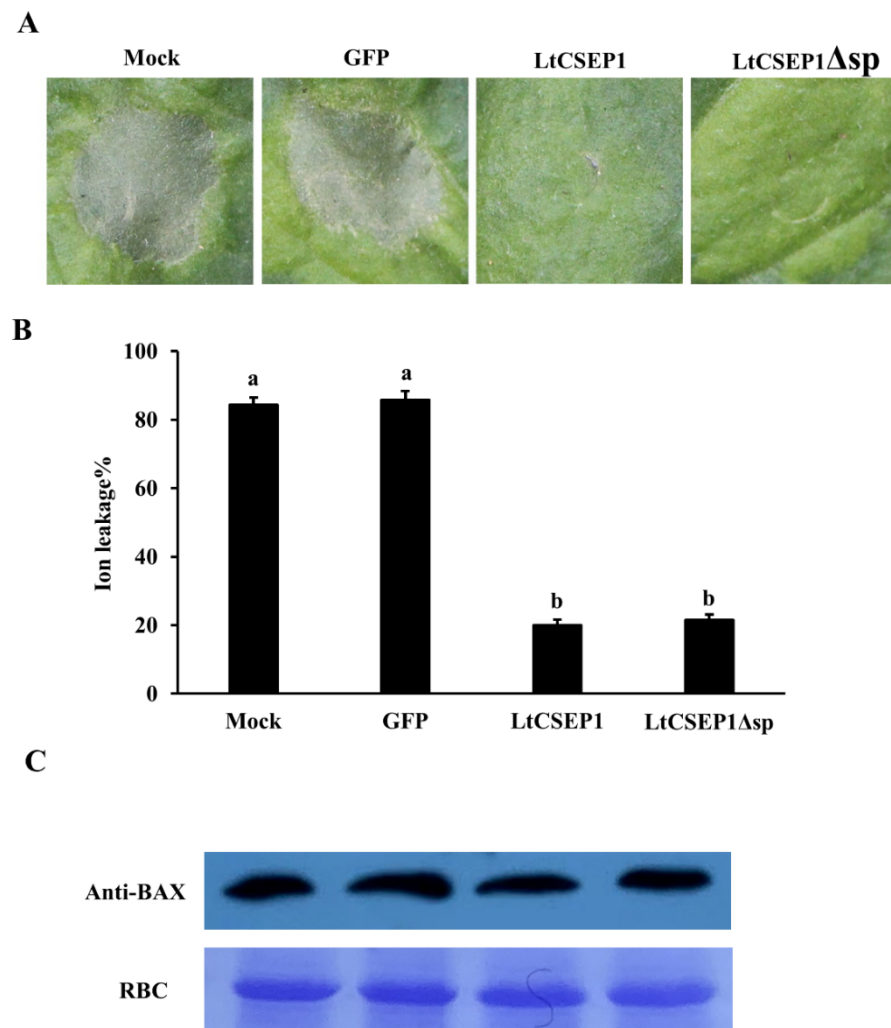 A
Mock GFP LtCSEP1 LtCSEP1Δsp
B
100
80
60
40
20
0
Ion leakage%
a a b b
Mock GFP LtCSEP1 LtCSEP1Δsp
C
Anti-BAX
RBC